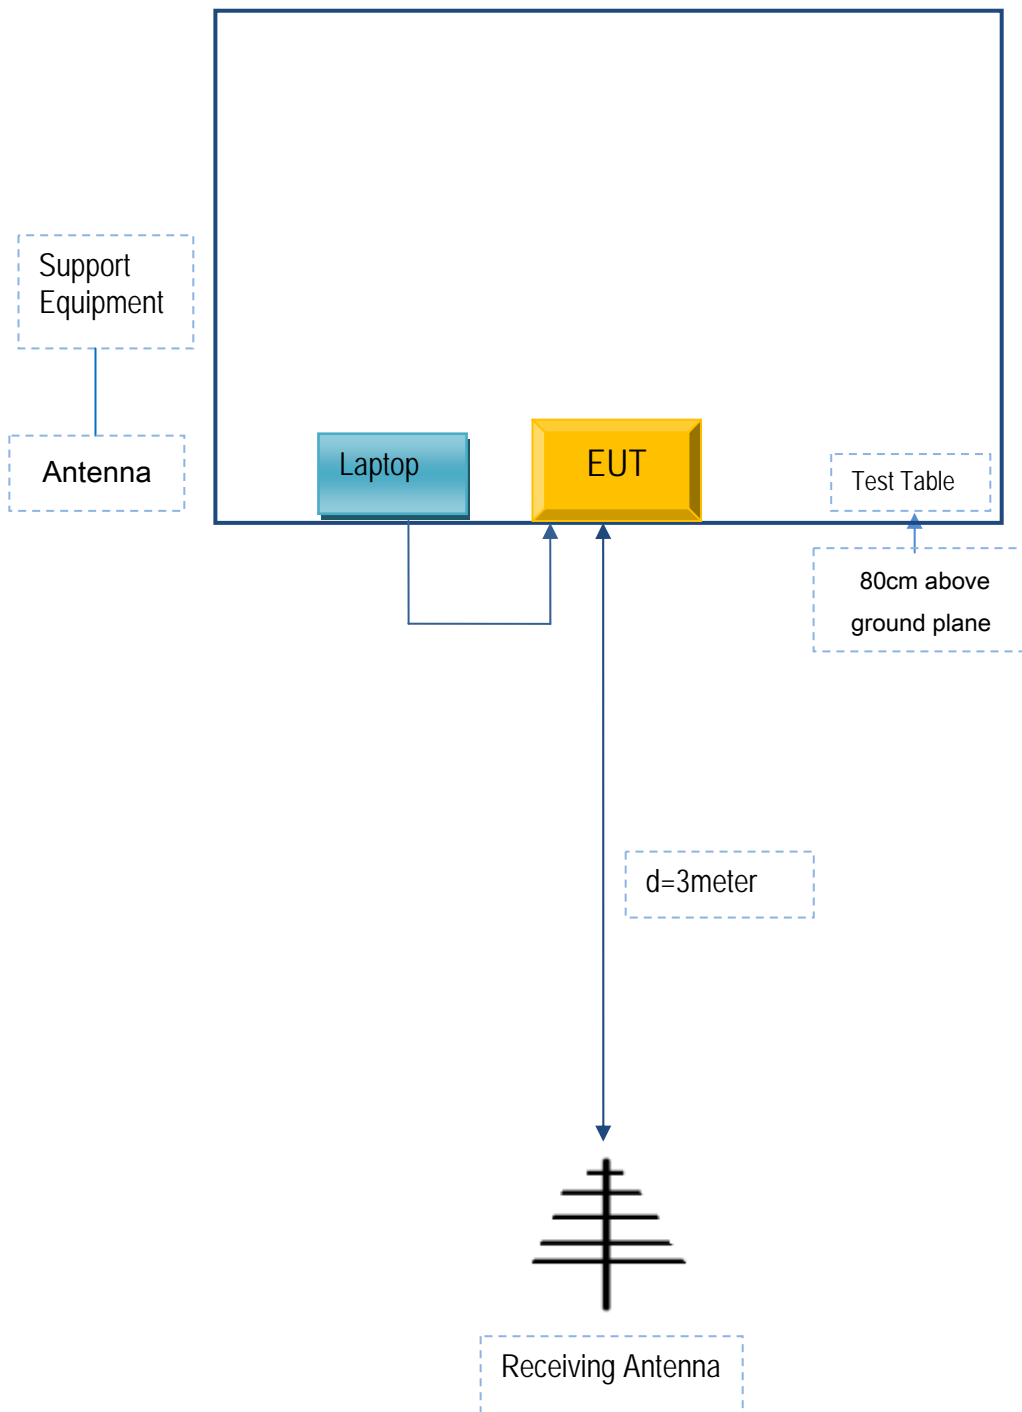 Support
Equipment
Antenna
Laptop
EUT
Test Table
80cm above
ground plane
d=3meter
Receiving Antenna